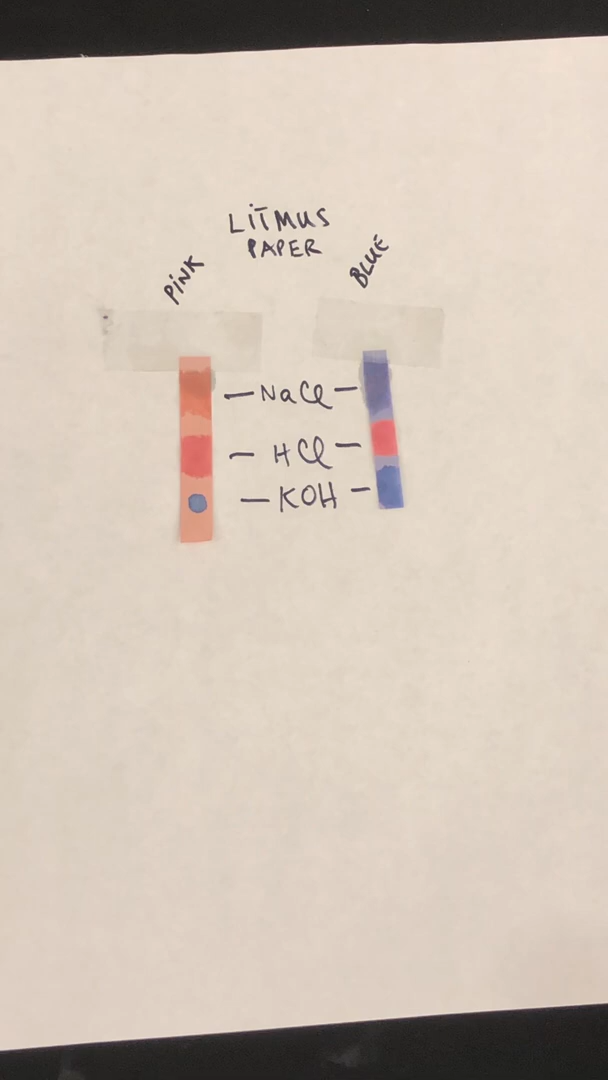 LITMUS
PAPER
PINK
BLUE
— NaCl —
— HCl —
— KOH —